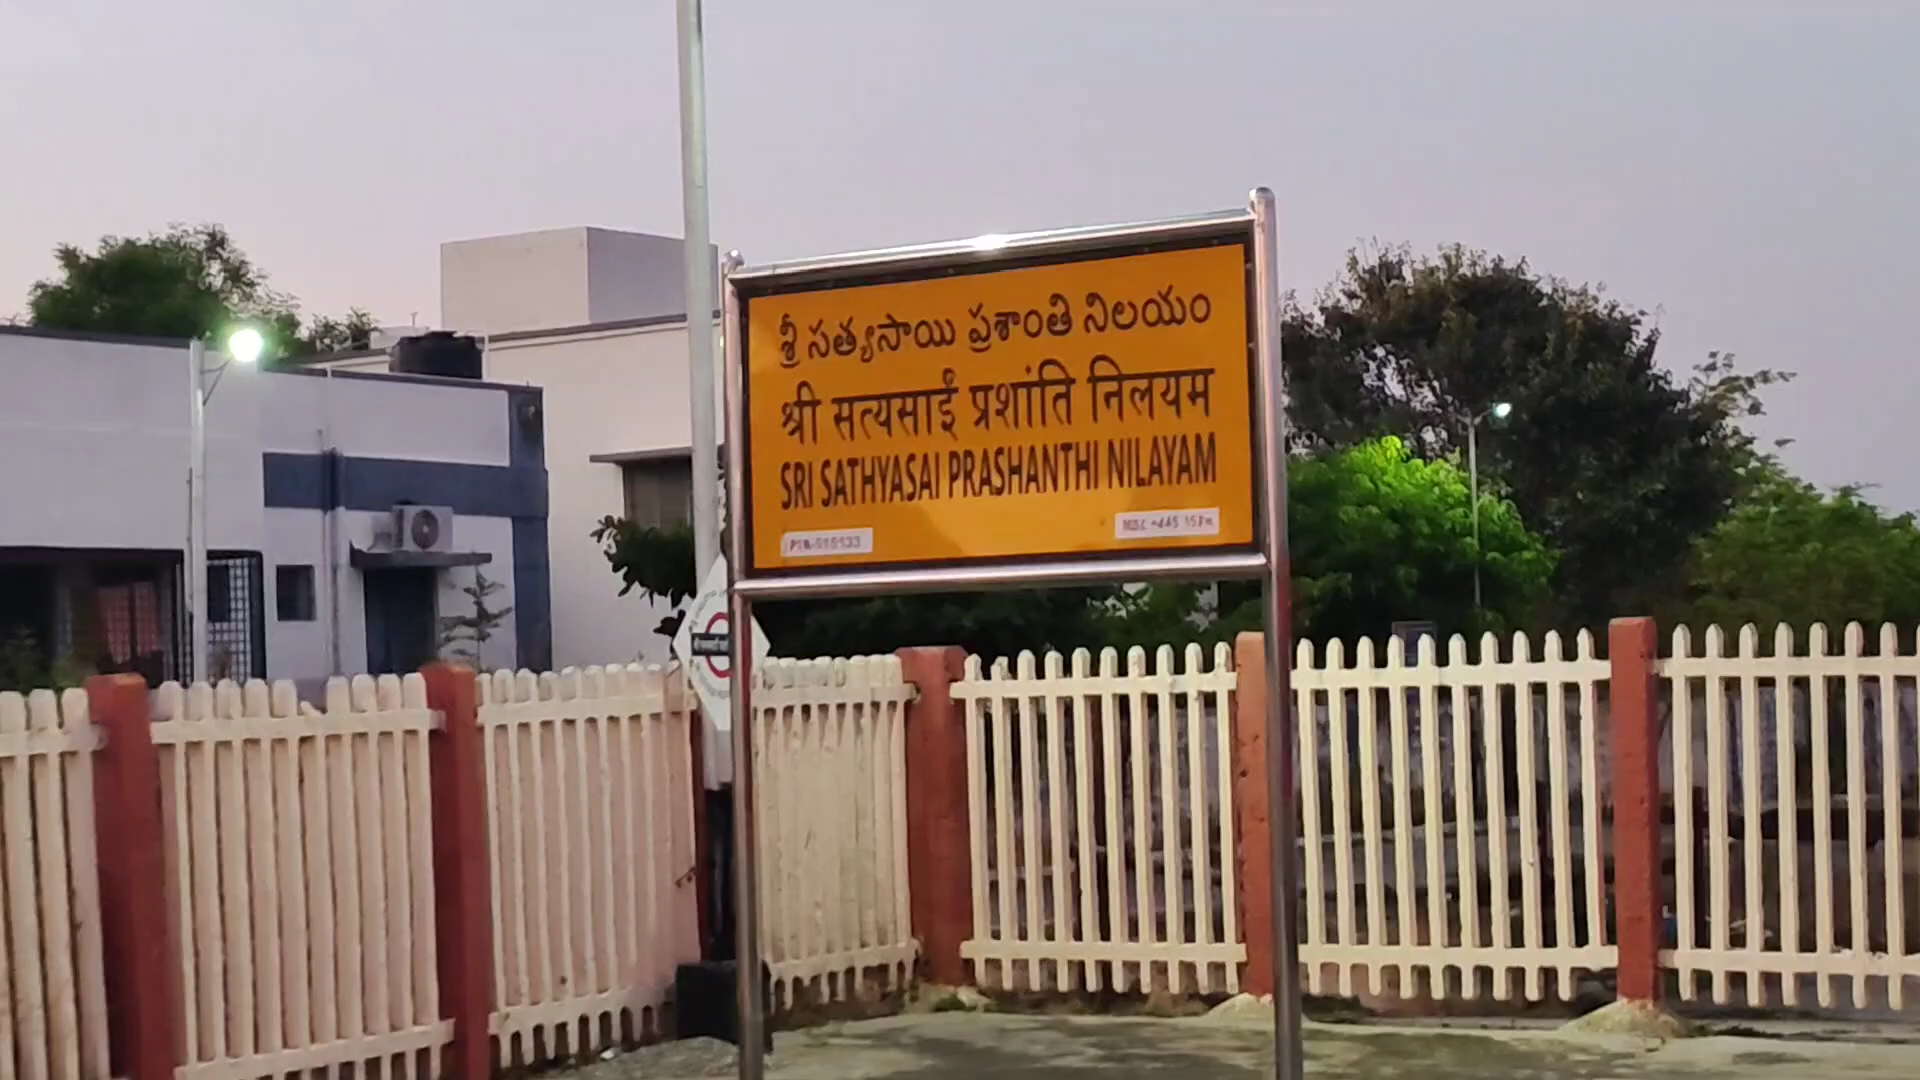 శ్రీ సత్యసాయి ప్రశాంతి నిలయం
श्री सत्यसाईं प्रशांति निलयम
SRI SATHYASAI PRASHANTHI NILAYAM